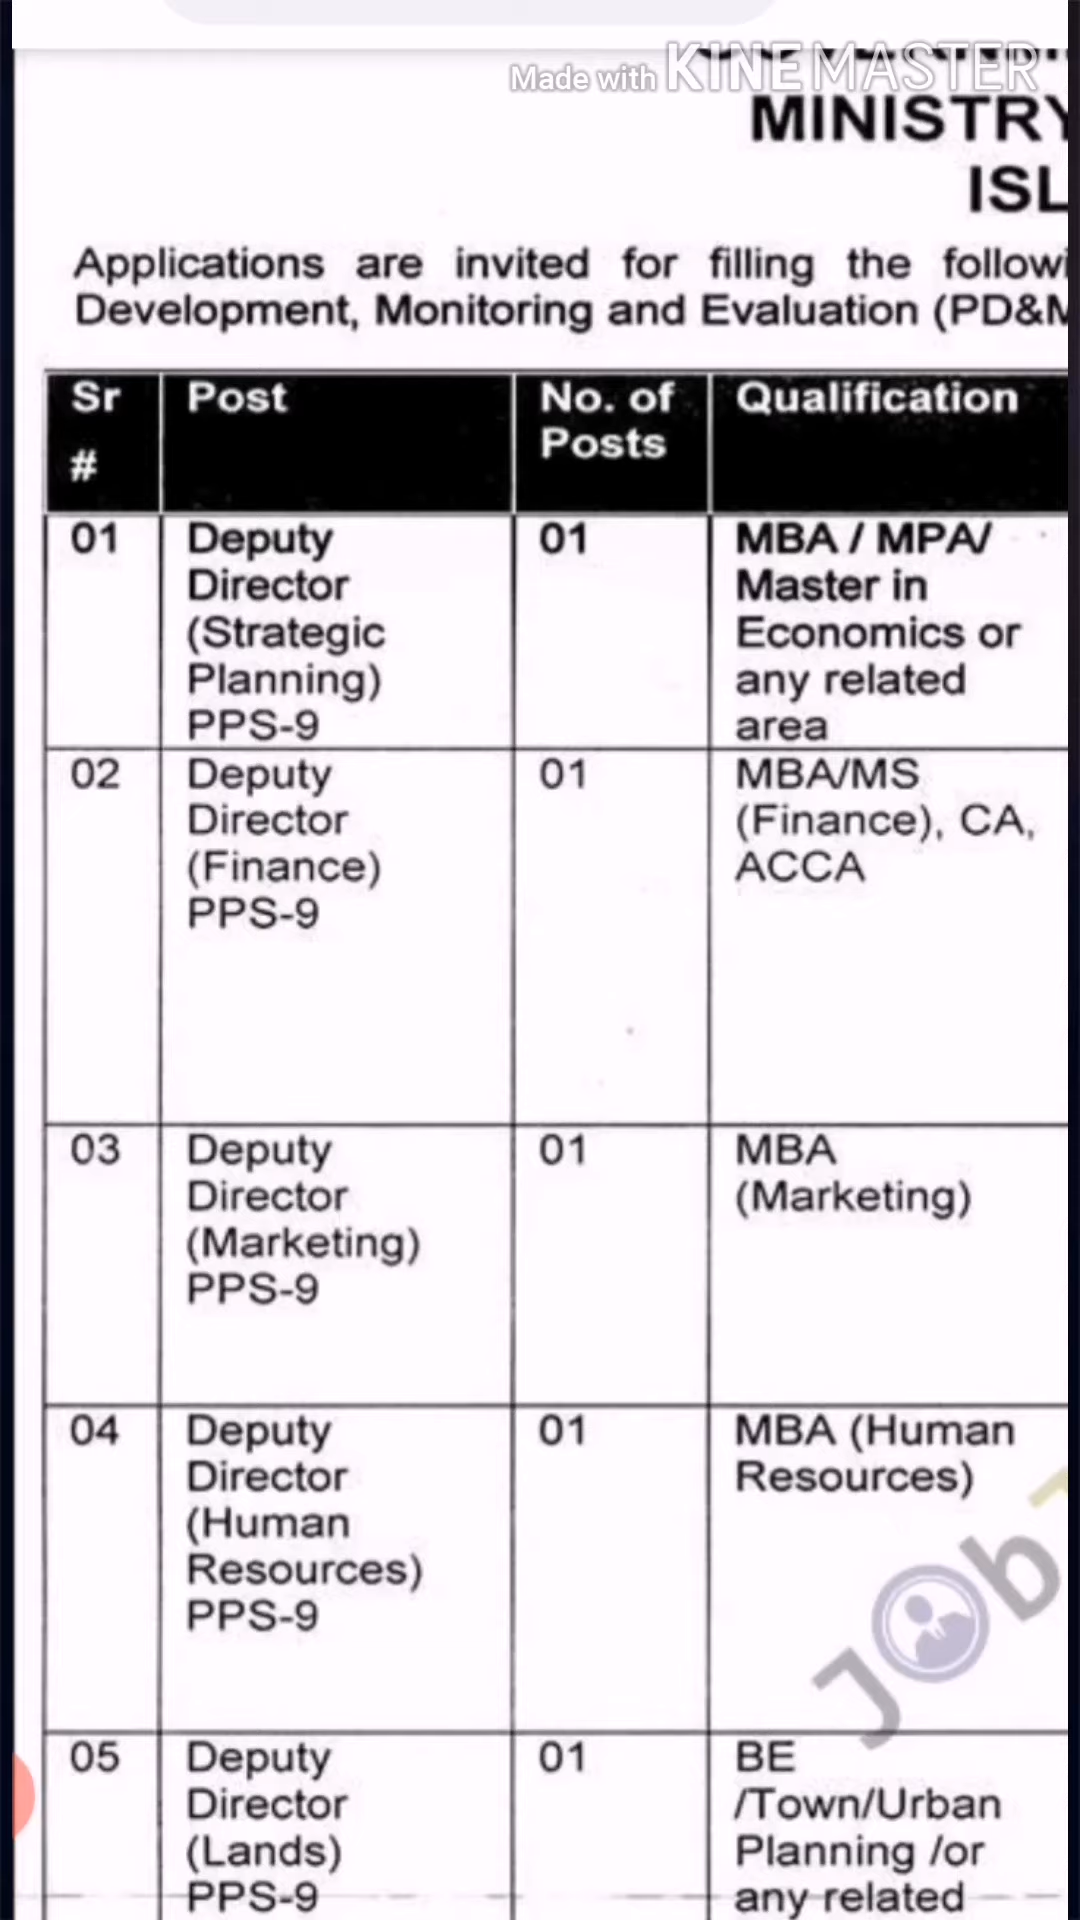 Made with KINEMASTER
MINISTRY
ISL
Applications are invited for filling the followi
Development, Monitoring and Evaluation (PD&M
Sr # Post No. of Posts Qualification
01 Deputy 01 MBA / MPA/
Director Master in
(Strategic Economics or
Planning) any related
PPS-9 area
02 Deputy 01 MBA/MS
Director (Finance), CA,
(Finance) ACCA
PPS-9
03 Deputy 01 MBA
Director (Marketing)
(Marketing)
PPS-9
04 Deputy 01 MBA (Human
Director Resources)
(Human
Resources)
PPS-9
Job
05 Deputy 01 BE
Director /Town/Urban
(Lands) Planning /or
PPS-9 any related